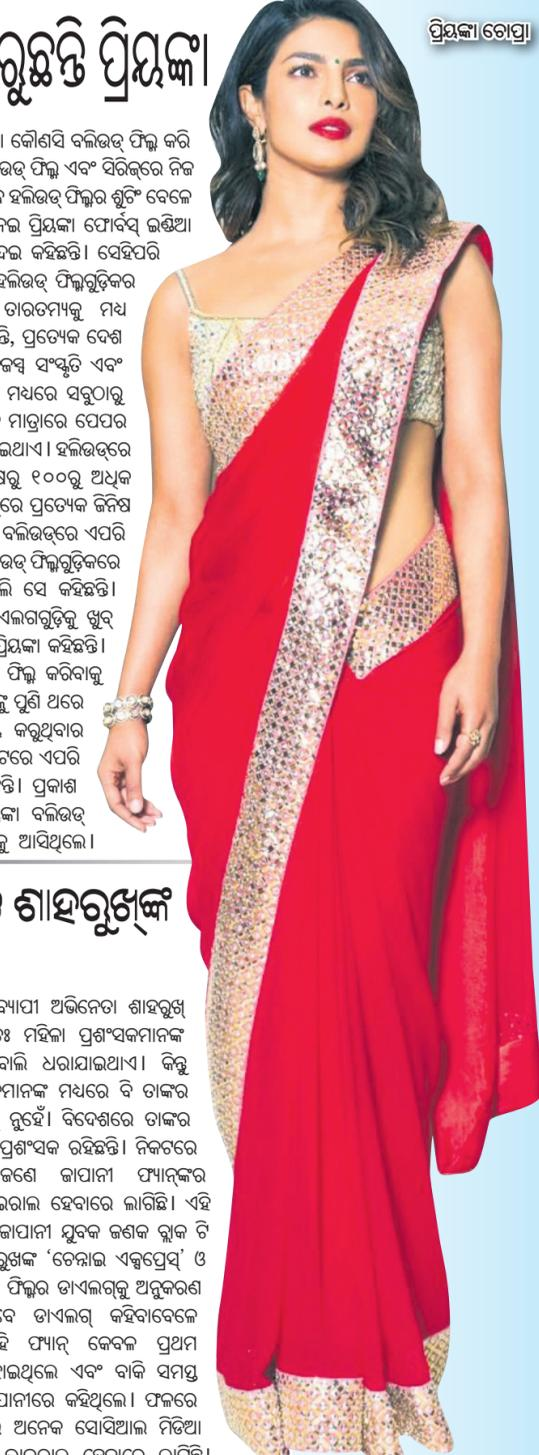 ରୁଛନ୍ତି ପ୍ରିୟଙ୍କା
ପ୍ରିୟଙ୍କା ଚୋପ୍ରା
କୌଣସି ବଲିଉଡ୍ ଫିଲ୍ମ କରି
ଉଡ୍ ଫିଲ୍ମ ଏବଂ ସିରିଜ୍‌ରେ ନିଜ
ହଲିଉଡ୍ ଫିଲ୍ମର ଶୁଟିଂ ବେଳେ
ନେଇ ପ୍ରିୟଙ୍କା ଫୋର୍ବସ୍ ଇଣ୍ଡିଆ
ଦେଇ କହିଛନ୍ତି। ସେହିପରି
ହଲିଉଡ୍ ଫିଲ୍ମଗୁଡ଼ିକର
ତାରତମ୍ୟକୁ ମଧ୍ୟ
ନ୍ତି, ପ୍ରତ୍ୟେକ ଦେଶ
ଜସ୍ୱ ସଂସ୍କୃତି ଏବଂ
ମଧ୍ୟରେ ସବୁଠାରୁ
ମାତ୍ରାରେ ପେପର
ଇଥାଏ। ହଲିଉଡ୍‌ରେ
ଷରୁ ୧୦୦ରୁ ଅଧିକ
ରେ ପ୍ରତ୍ୟେକ ଜିନିଷ
ବଲିଉଡ୍‌ରେ ଏପରି
ଉଡ୍ ଫିଲ୍ମଗୁଡ଼ିକରେ
ଲି ସେ କହିଛନ୍ତି।
ଏଲଗଗୁଡ଼ିକୁ ଖୁବ୍
ପ୍ରିୟଙ୍କା କହିଛନ୍ତି।
ଫିଲ୍ମ କରିବାକୁ
ଙ୍କୁ ପୁଣି ଥରେ
କରୁଥିବାର
ଟରେ ଏପରି
ନ୍ତି। ପ୍ରକାଶ
ଙ୍କା ବଲିଉଡ୍
କୁ ଆସିଥିଲେ।
ଶାହରୁଖ୍‌ଙ୍କ
ବ୍ୟାପୀ ଅଭିନେତା ଶାହରୁଖ୍
ତଃ ମହିଳା ପ୍ରଶଂସକମାନଙ୍କ
ବୋଲି ଧରାଯାଇଥାଏ। କିନ୍ତୁ
ମାନଙ୍କ ମଧ୍ୟରେ ବି ତାଙ୍କର
ନୁହେଁ। ବିଦେଶରେ ତାଙ୍କର
ପ୍ରଶଂସକ ରହିଛନ୍ତି। ନିକଟରେ
ଜଣେ ଜାପାନୀ ଫ୍ୟାନ୍‌ଙ୍କର
ଇରାଲ ହେବାରେ ଲାଗିଛି। ଏହି
ଜାପାନୀ ଯୁବକ ଜଣକ ବ୍ଲାକ ଟି
ରୁଖଙ୍କ ‘ଚେନ୍ନାଇ ଏକ୍ସପ୍ରେସ୍’ ଓ
ଫିଲ୍ମର ଡାଏଲଗ୍‌କୁ ଅନୁକରଣ
ବେ ଡାଏଲଗ୍ କହିବାବେଳେ
ହି ଫ୍ୟାନ୍ କେବଳ ପ୍ରଥମ
ହାଇଥିଲେ ଏବଂ ବାକି ସମସ୍ତ
ପାନୀରେ କହିଥିଲେ। ଫଳରେ
ଅନେକ ସୋସିଆଲ ମିଡିଆ